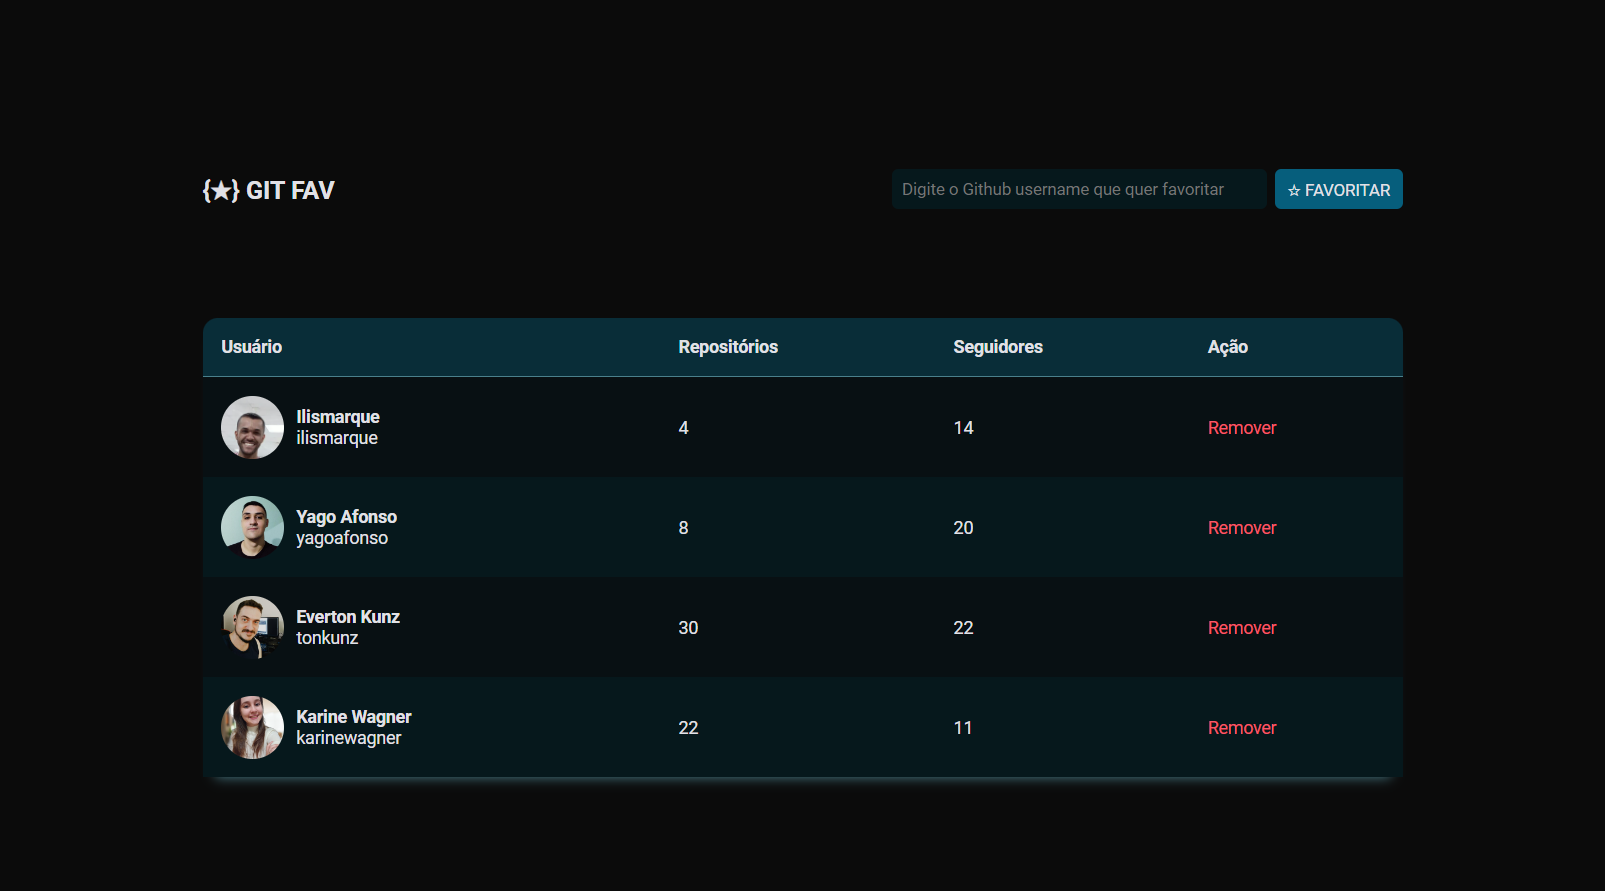 {★} GIT FAV
Digite o Github username que quer favoritar
☆ FAVORITAR
Usuário Repositórios Seguidores Ação
Ilismarque
ilismarque
4 14 Remover
Yago Afonso
yagoafonso
8 20 Remover
Everton Kunz
tonkunz
30 22 Remover
Karine Wagner
karinewagner
22 11 Remover